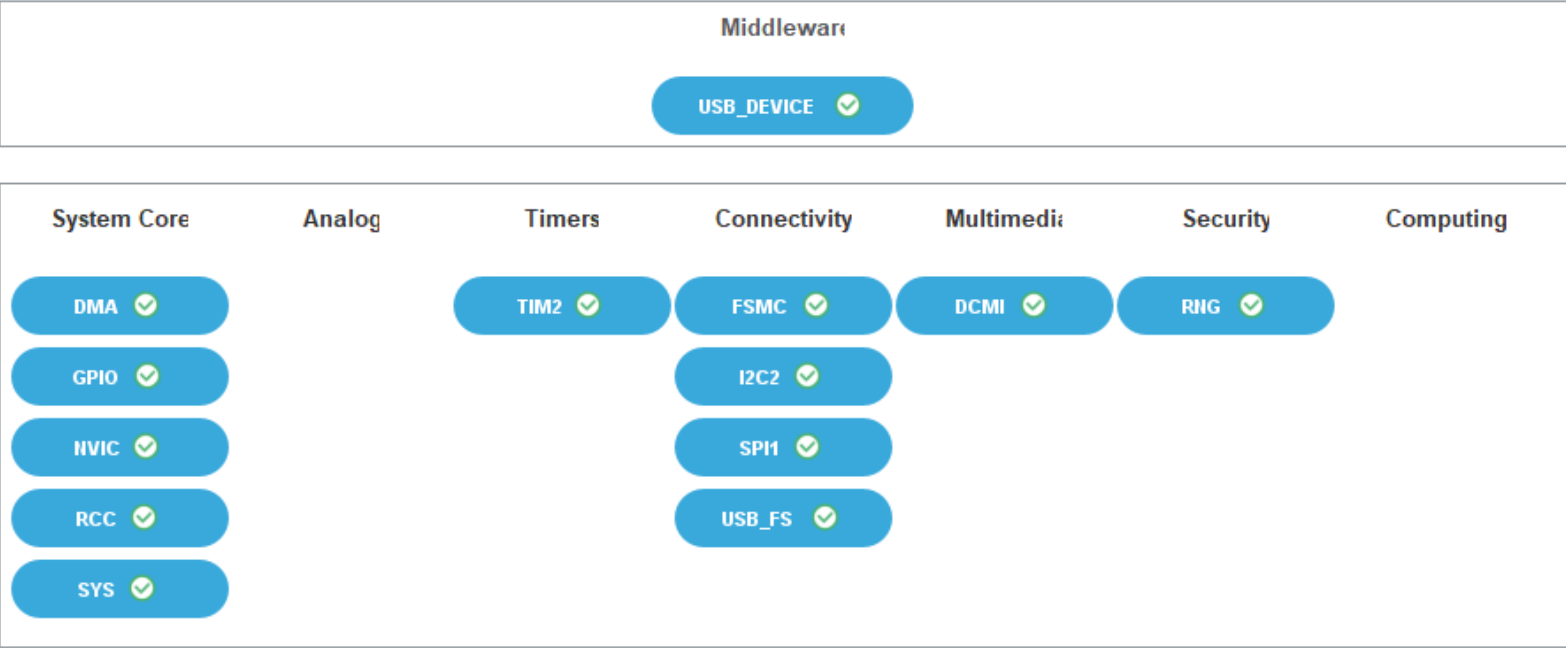 Middleware
USB_DEVICE
System Core Analog Timers Connectivity Multimedia Security Computing
DMA TIM2 FSMC DCMI RNG
GPIO I2C2
NVIC SPI1
RCC USB_FS
SYS